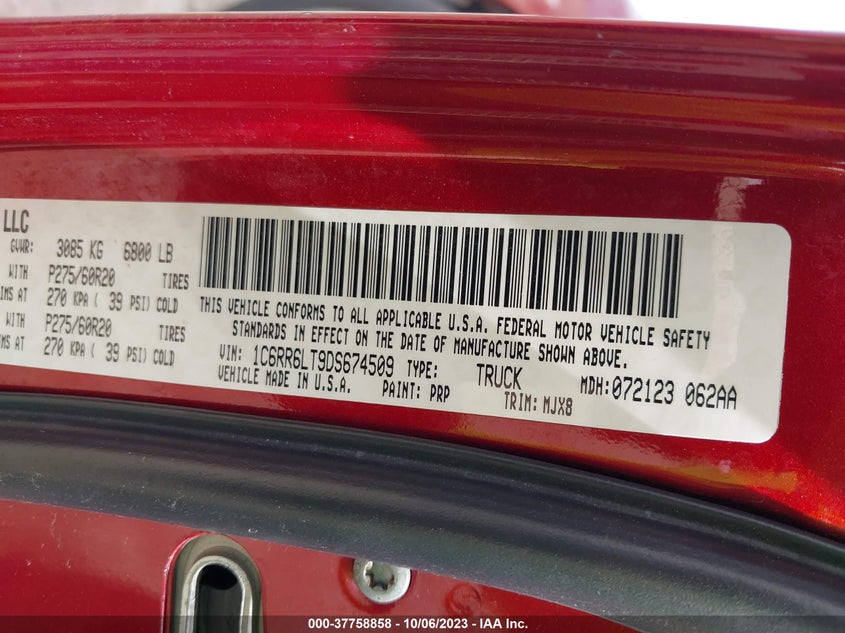 LLC
GVWR: 3085 KG 6800 LB
WITH P275/60R20 TIRES
IMS AT 270 KPA ( 39 PSI) COLD
WITH P275/60R20 TIRES
IMS AT 270 KPA ( 39 PSI) COLD
THIS VEHICLE CONFORMS TO ALL APPLICABLE U.S.A. FEDERAL MOTOR VEHICLE SAFETY
STANDARDS IN EFFECT ON THE DATE OF MANUFACTURE SHOWN ABOVE.
VIN: 1C6RR6LT9DS674509 TYPE: TRUCK MDH:072123 062AA
VEHICLE MADE IN U.S.A. PAINT: PRP TRIM: MJX8
000-37758858 - 10/06/2023 - IAA Inc.